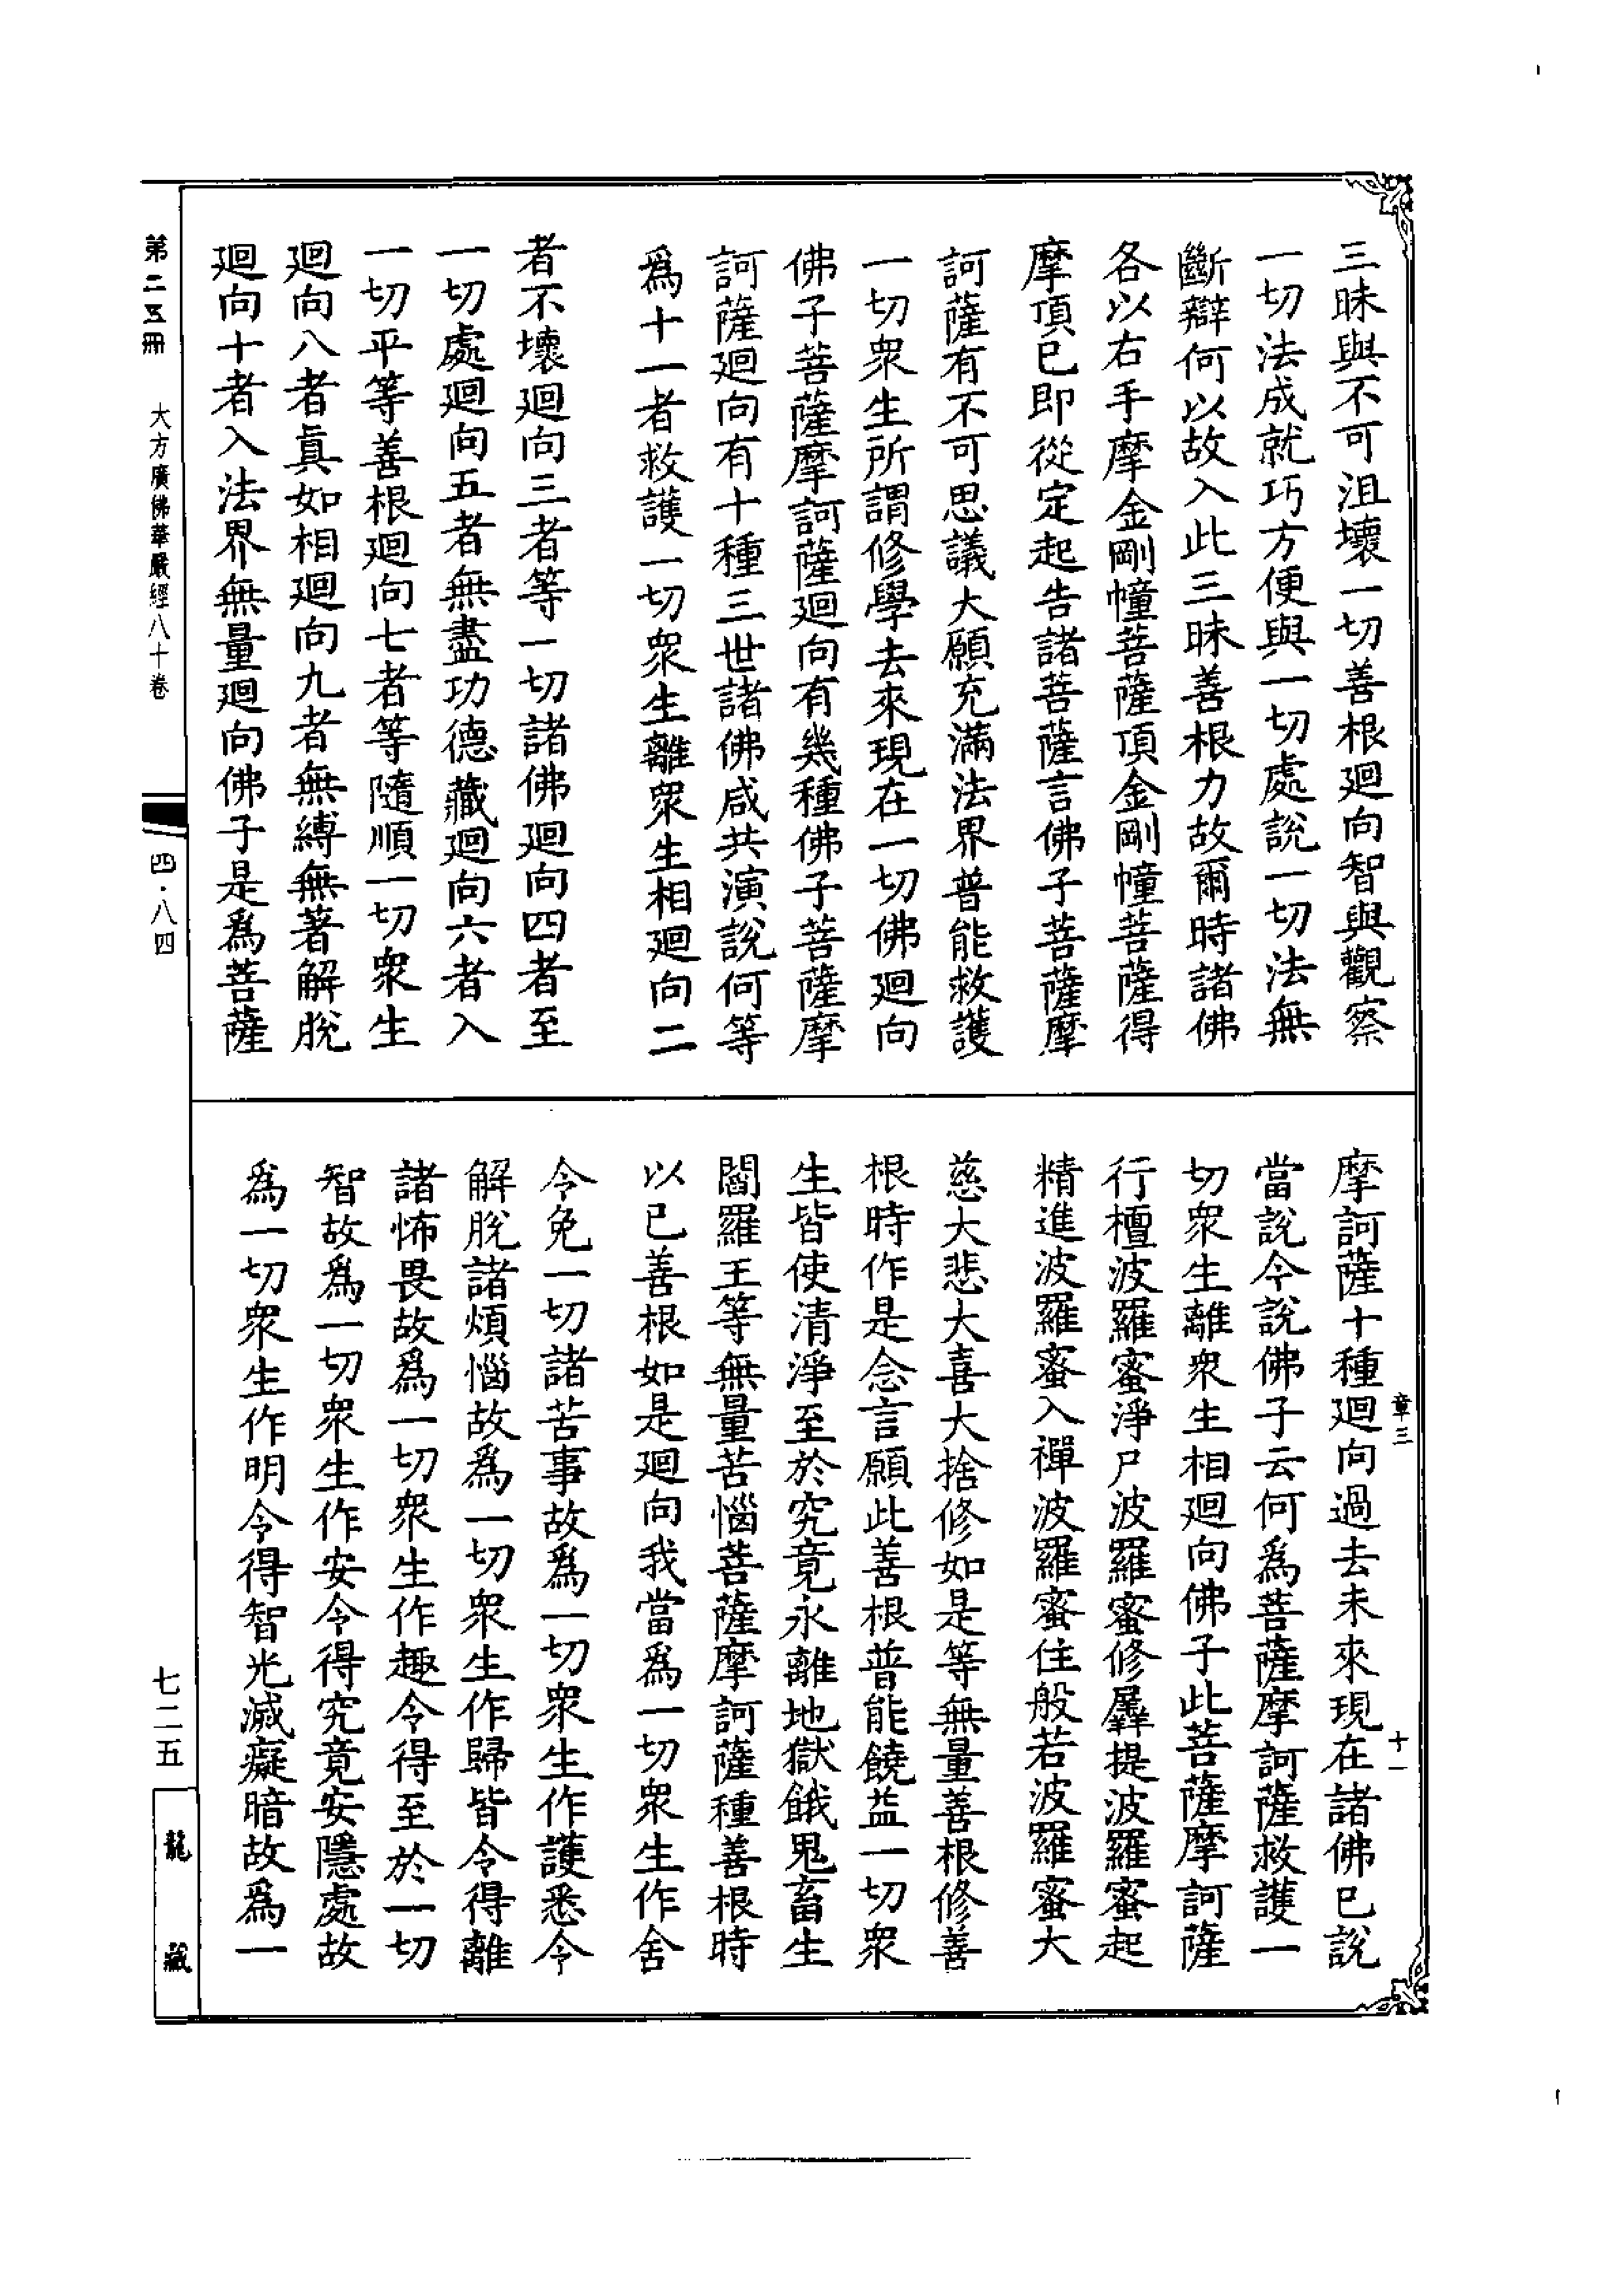 三昧與不可沮壞一切善根廻向智與觀察
一切法成就巧方便與一切處說一切法無
斷辯何以故入此三昧善根力故爾時諸佛
各以右手摩金剛幢菩薩頂金剛幢菩薩得
摩頂已即從定起告諸菩薩言佛子菩薩摩
訶薩有不可思議大願充滿法界普能救護
一切衆生所謂修學去來現在一切佛廻向
佛子菩薩摩訶薩廻向有幾種佛子菩薩摩
訶薩廻向有十種三世諸佛咸共演說何等
爲十一者救護一切衆生離衆生相廻向二
者不壞廻向三者等一切諸佛廻向四者至
一切處廻向五者無盡功德藏廻向六者入
一切平等善根廻向七者等隨順一切衆生
廻向八者眞如相廻向九者無縛無著解脫
廻向十者入法界無量廻向佛子是爲菩薩
摩訶薩十種廻向過去未來現在諸佛已說
當說今說佛子云何爲菩薩摩訶薩救護一
切衆生離衆生相廻向佛子此菩薩摩訶薩
行檀波羅蜜淨尸波羅蜜修羼提波羅蜜起
精進波羅蜜入禪波羅蜜住般若波羅蜜大
慈大悲大喜大捨修如是等無量善根修善
根時作是念言願此善根普能饒益一切衆
生皆使清淨至於究竟永離地獄餓鬼畜生
閻羅王等無量苦惱菩薩摩訶薩種善根時
以已善根如是廻向我當爲一切衆生作舍
令免一切諸苦事故爲一切衆生作護悉令
解脫諸煩惱故爲一切衆生作歸皆令得離
諸怖畏故爲一切衆生作趣令得至於一切
智故爲一切衆生作安令得究竟安隱處故
爲一切衆生作明令得智光滅癡暗故爲一
章三
十一
第二五冊
大方廣佛華嚴經八十卷
四·八四
七二五
龍藏